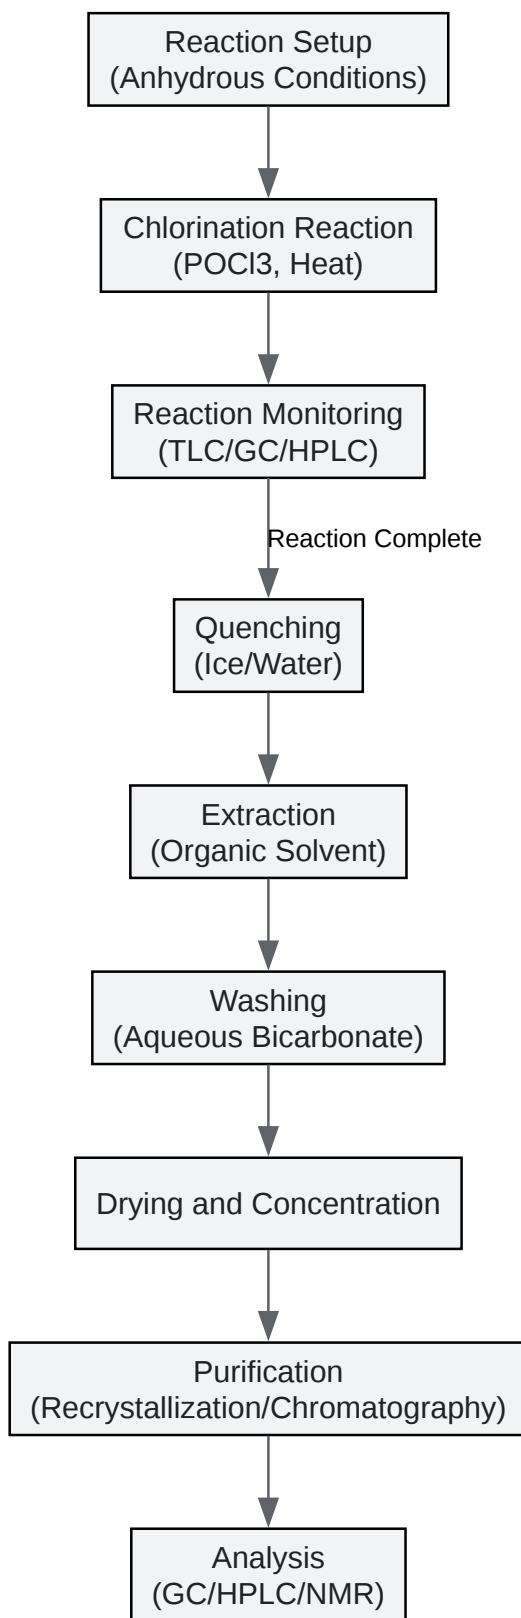 Reaction Setup
(Anhydrous Conditions)
Chlorination Reaction
(POCl3, Heat)
Reaction Monitoring
(TLC/GC/HPLC)
Reaction Complete
Quenching
(Ice/Water)
Extraction
(Organic Solvent)
Washing
(Aqueous Bicarbonate)
Drying and Concentration
Purification
(Recrystallization/Chromatography)
Analysis
(GC/HPLC/NMR)